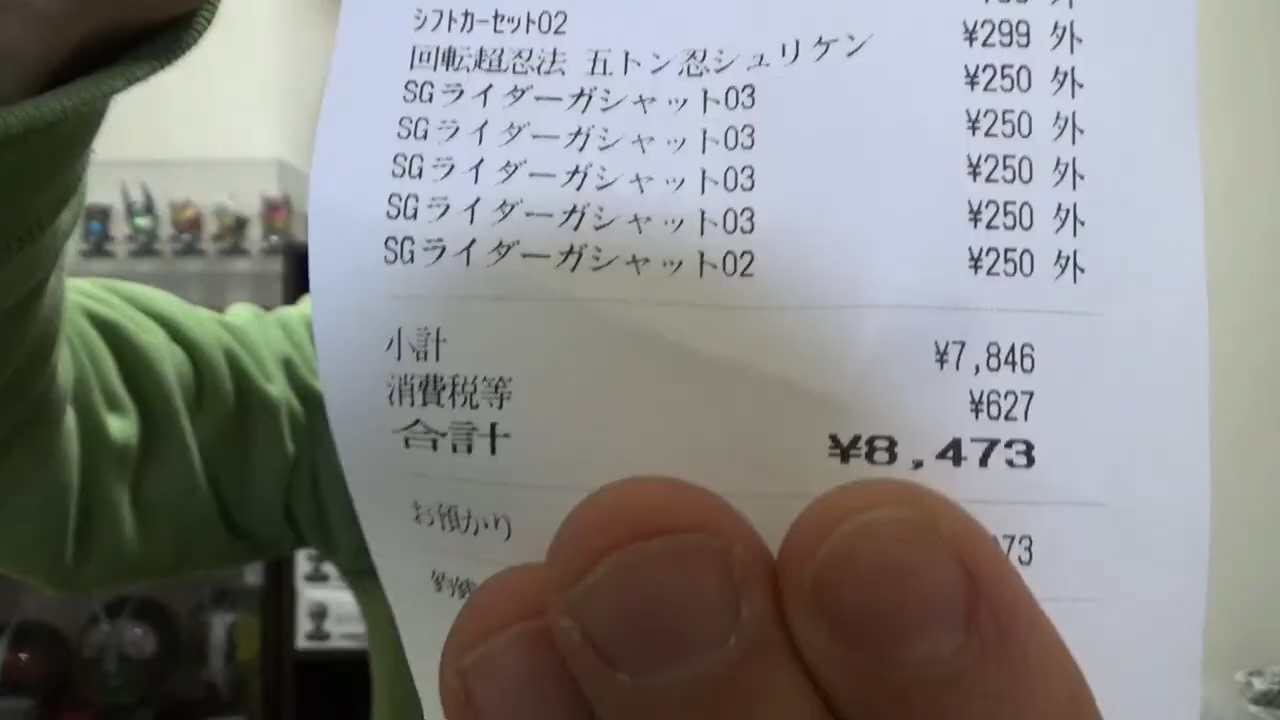 シフトカーセット02
回転超忍法 五トン忍シュリケン ¥299 外
SGライダーガシャット03 ¥250 外
SGライダーガシャット03 ¥250 外
SGライダーガシャット03 ¥250 外
SGライダーガシャット03 ¥250 外
SGライダーガシャット02 ¥250 外
小計 ¥7,846
消費税等 ¥627
合計 ¥8,473
お預かり 73